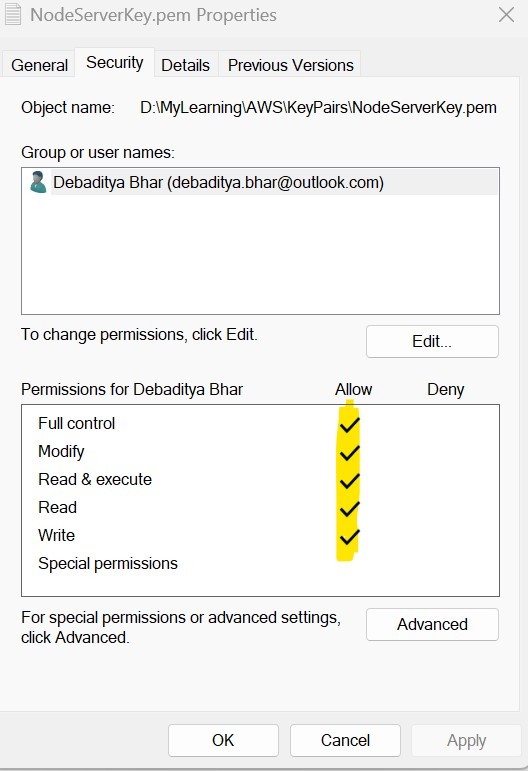 NodeServerKey.pem Properties
General Security Details Previous Versions
Object name: D:\MyLearning\AWS\KeyPairs\NodeServerKey.pem
Group or user names:
Debaditya Bhar (debaditya.bhar@outlook.com)
To change permissions, click Edit.
Edit...
Permissions for Debaditya Bhar Allow Deny
Full control
Modify
Read & execute
Read
Write
Special permissions
For special permissions or advanced settings,
click Advanced.
Advanced
OK Cancel Apply